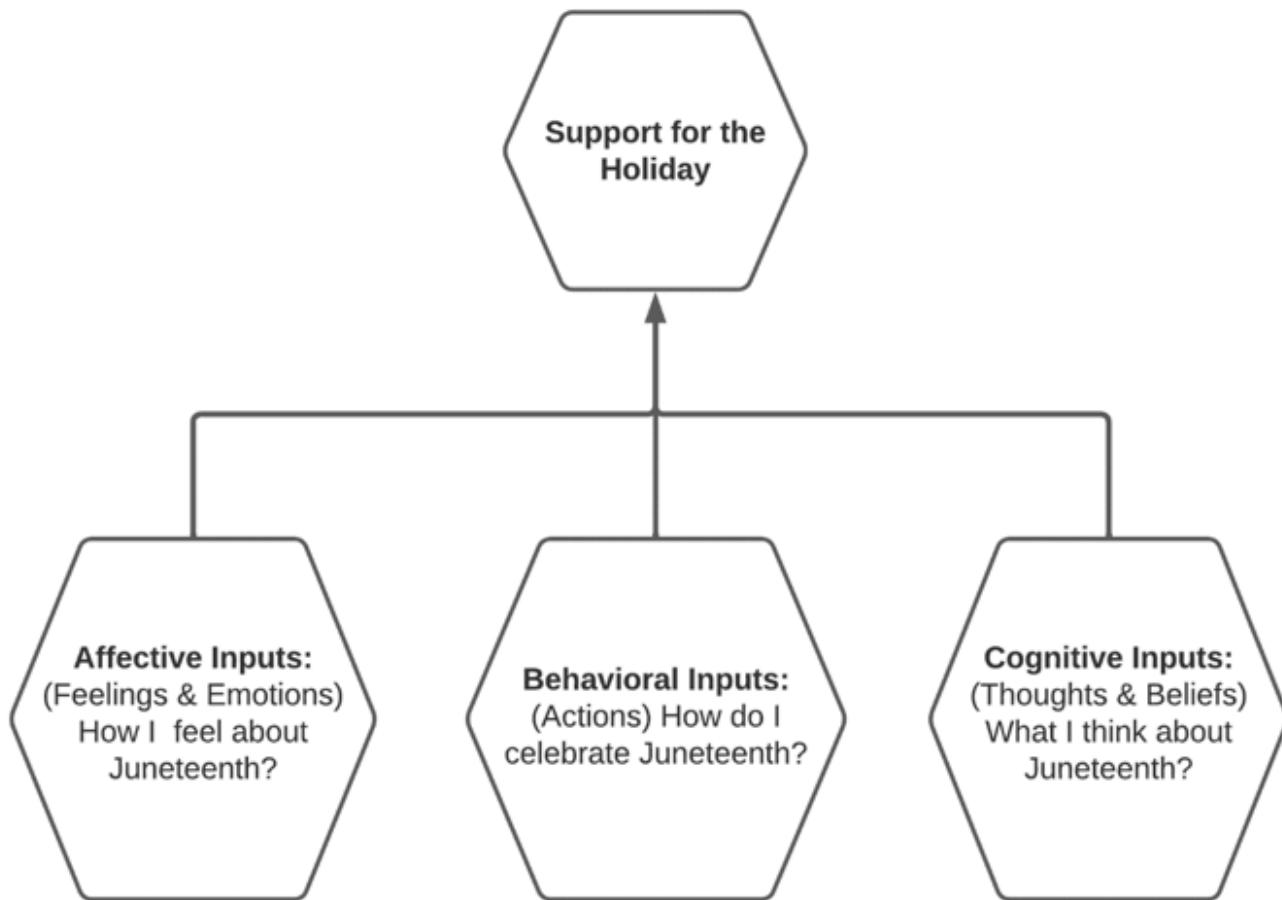 Support for the
Holiday
Affective Inputs:
(Feelings & Emotions)
How I  feel about
Juneteenth?
Behavioral Inputs:
(Actions) How do I
celebrate Juneteenth?
Cognitive Inputs:
(Thoughts & Beliefs)
What I think about
Juneteenth?